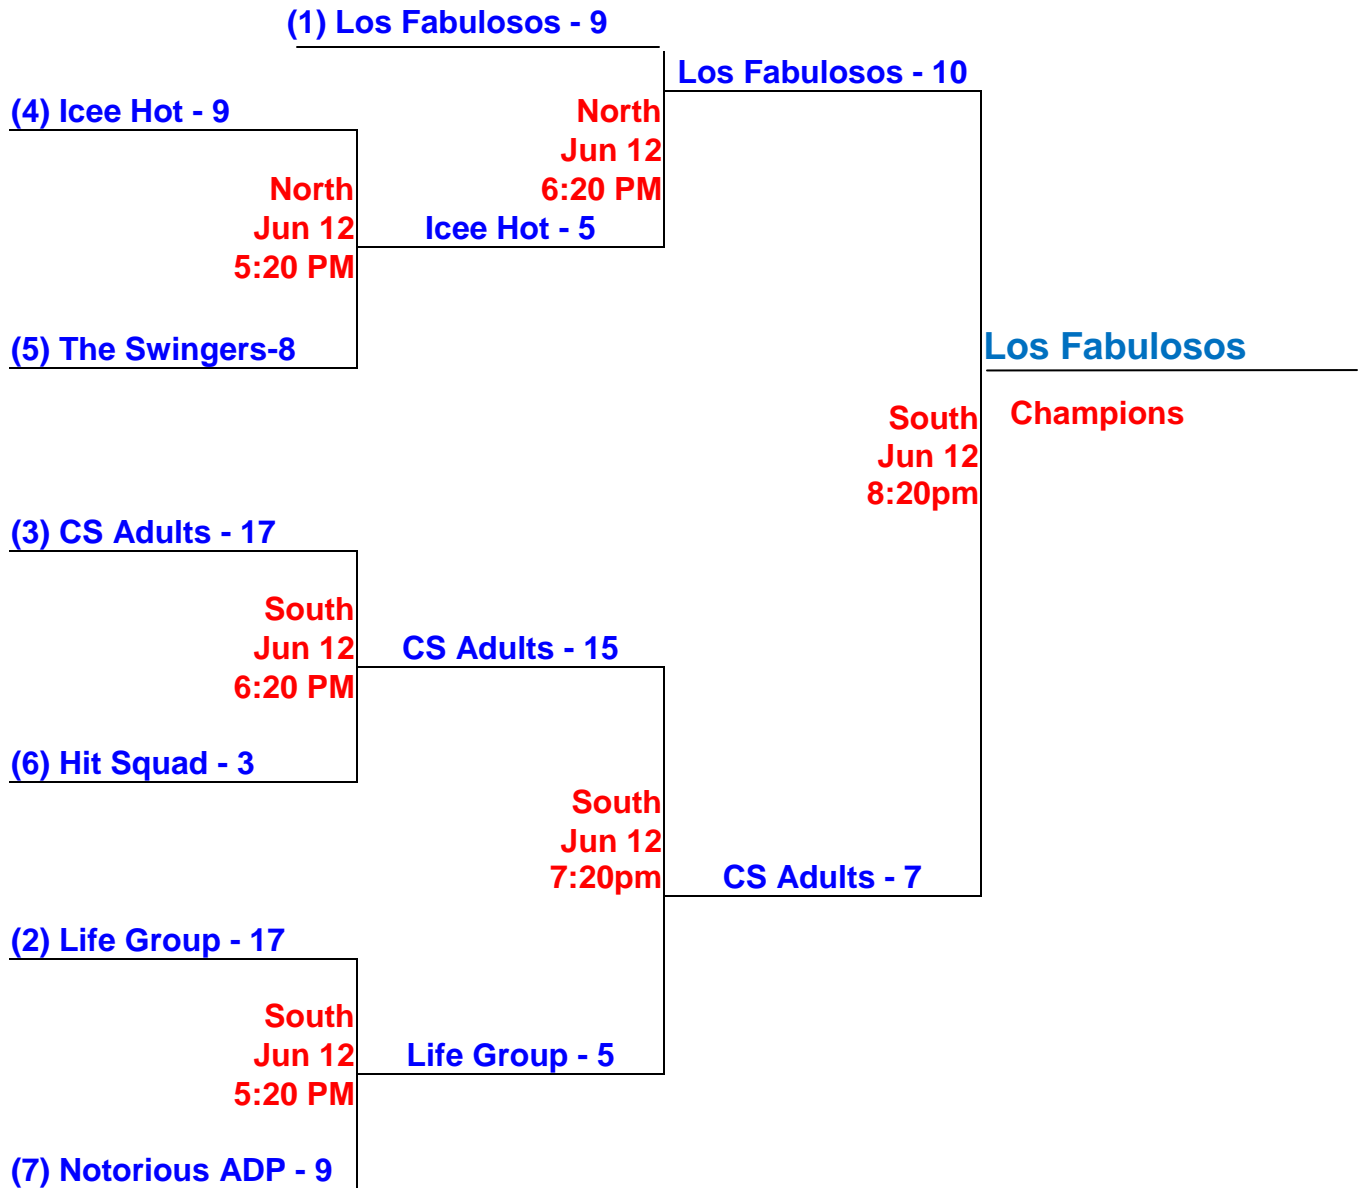 (1) Los Fabulosos - 9
Los Fabulosos - 10
(4) Icee Hot - 9
North
Jun 12
6:20 PM
North
Jun 12
5:20 PM
Icee Hot - 5
(5) The Swingers-8
Los Fabulosos
Champions
South
Jun 12
8:20pm
(3) CS Adults - 17
South
Jun 12
6:20 PM
CS Adults - 15
(6) Hit Squad - 3
South
Jun 12
7:20pm
CS Adults - 7
(2) Life Group - 17
South
Jun 12
5:20 PM
Life Group - 5
(7) Notorious ADP - 9